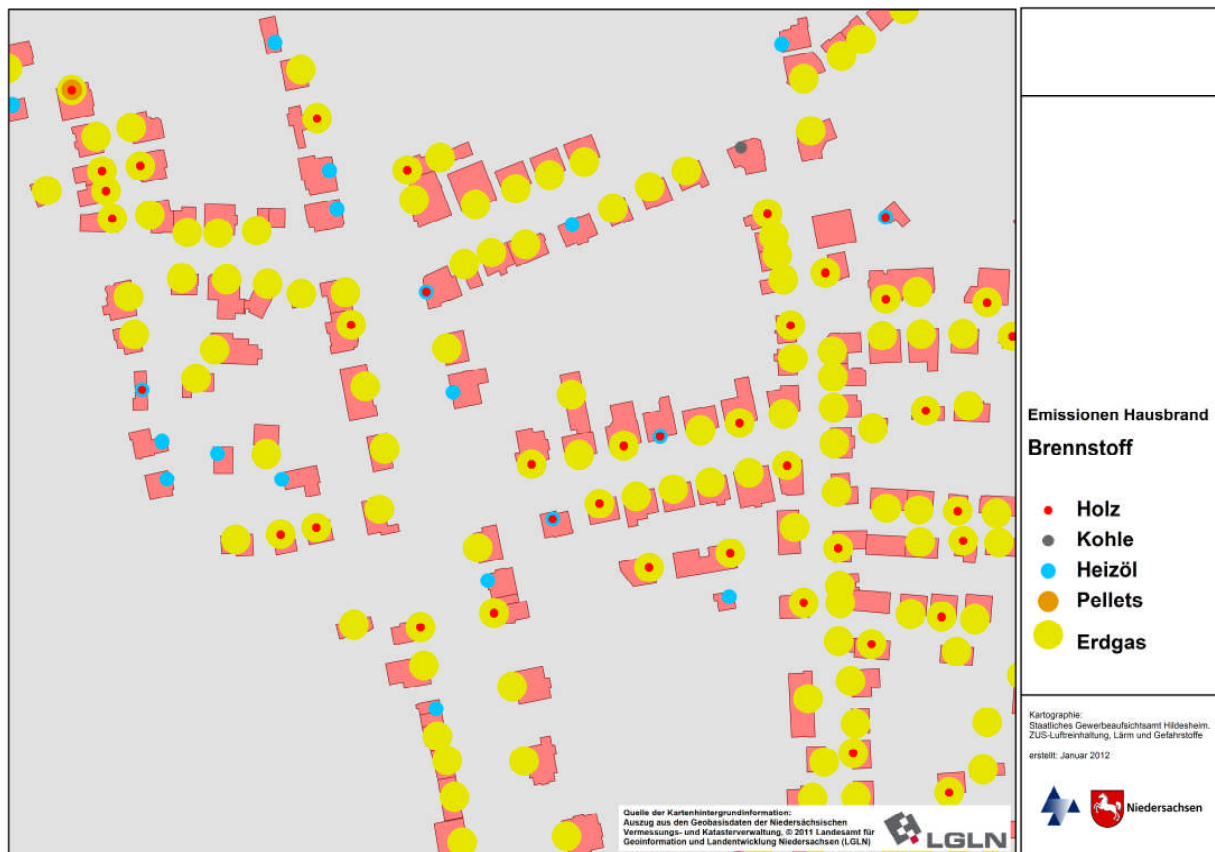 Emissionen Hausbrand
Brennstoff
Holz
Kohle
Heizöl
Pellets
Erdgas
Kartographie:
Staatliches Gewerbeaufsichtsamt Hildesheim.
ZUS-Luftreinhaltung, Lärm und Gefahrstoffe
erstellt: Januar 2012
Niedersachsen
Quelle der Kartenhintergrundinformation:
Auszug aus den Geobasisdaten der Niedersächsischen
Vermessungs- und Katasterverwaltung, © 2011 Landesamt für
Geoinformation und Landentwicklung Niedersachsen (LGLN)
LGLN